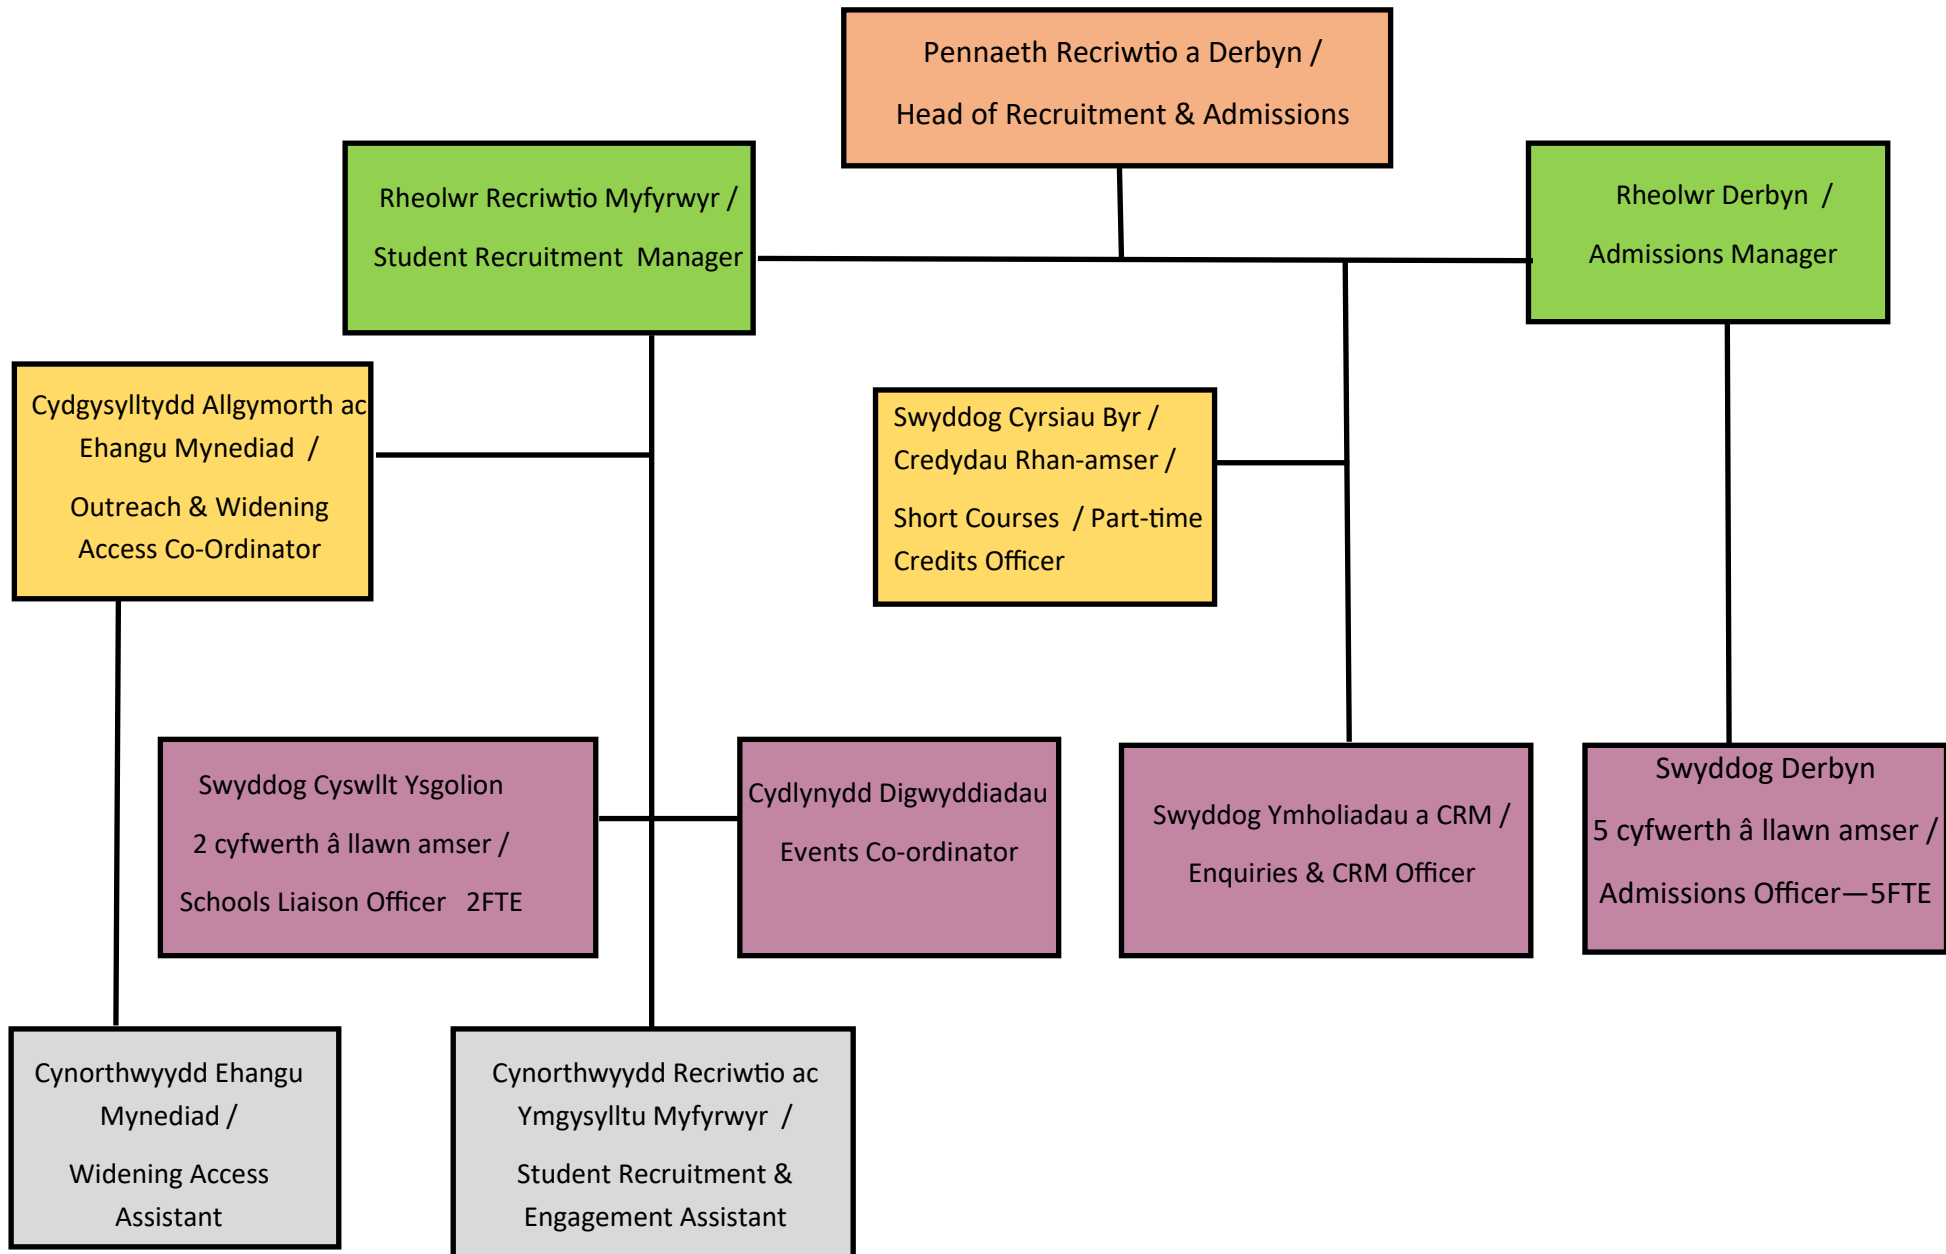 Pennaeth Recriwtio a Derbyn /
Head of Recruitment & Admissions
Rheolwr Recriwtio Myfyrwyr /
Student Recruitment Manager
Rheolwr Derbyn /
Admissions Manager
Cydgysylltydd Allgymorth ac
Ehangu Mynediad /
Outreach & Widening
Access Co-Ordinator
Swyddog Cyrsiau Byr /
Credydau Rhan-amser /
Short Courses / Part-time
Credits Officer
Swyddog Cyswllt Ysgolion
2 cyfwerth â llawn amser /
Schools Liaison Officer 2FTE
Cydlynydd Digwyddiadau
Events Co-ordinator
Swyddog Ymholiadau a CRM /
Enquiries & CRM Officer
Swyddog Derbyn
5 cyfwerth â llawn amser /
Admissions Officer—5FTE
Cynorthwyydd Ehangu
Mynediad /
Widening Access
Assistant
Cynorthwyydd Recriwtio ac
Ymgysylltu Myfyrwyr /
Student Recruitment &
Engagement Assistant